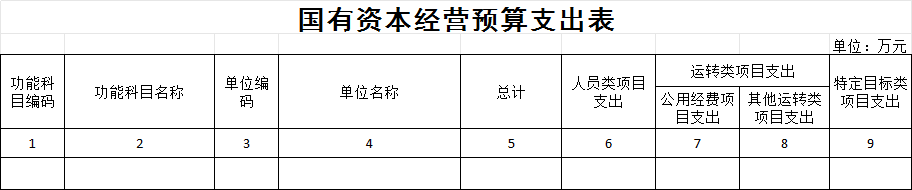 国有资本经营预算支出表
单位：万元
功能科目编码
功能科目名称
单位编码
单位名称
总计
人员类项目支出
运转类项目支出
公用经费项目支出
其他运转类项目支出
特定目标类项目支出
1 2 3 4 5 6 7 8 9